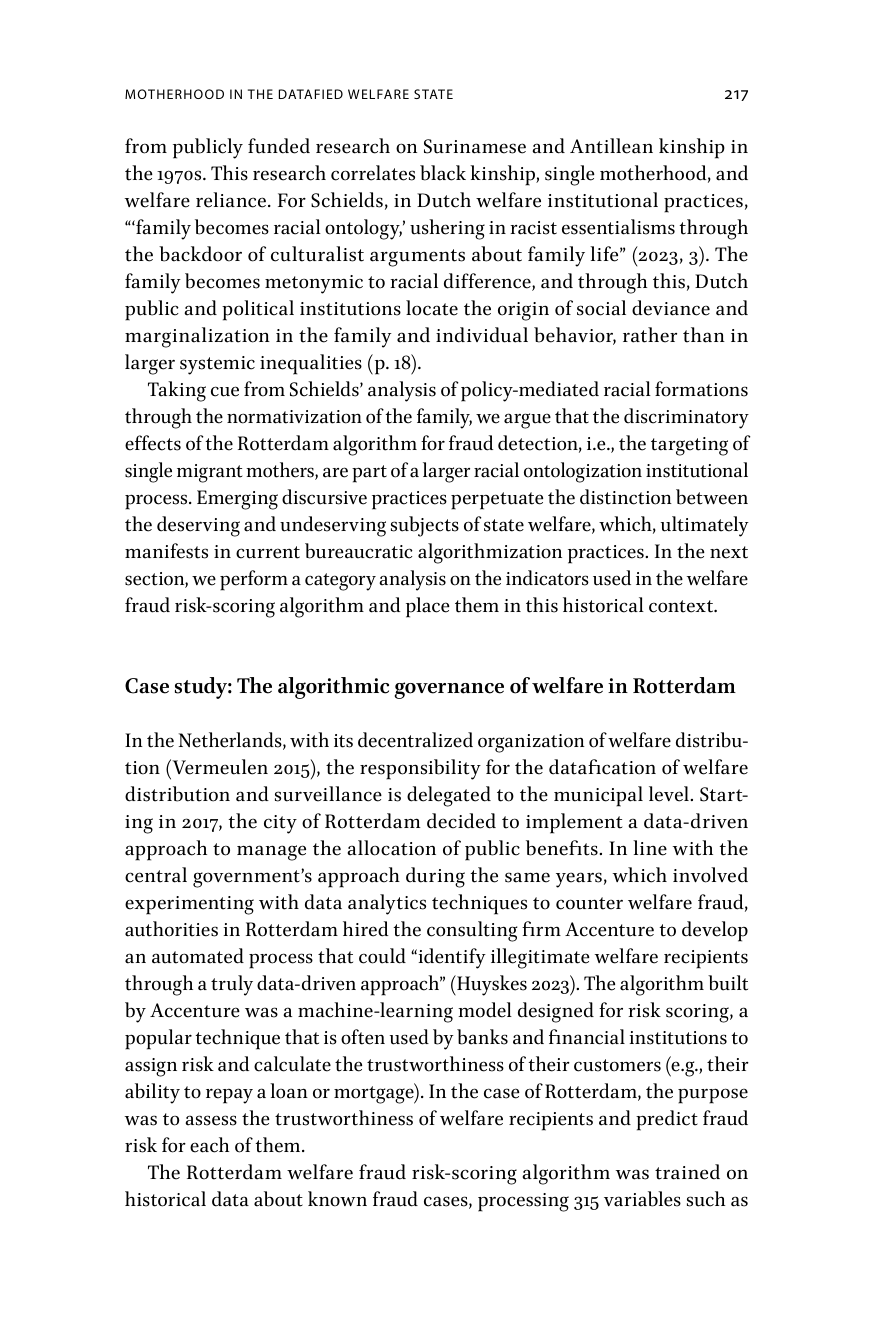 MOTHERHOOD IN THE DATAFIED WELFARE STATE 217
from publicly funded research on Surinamese and Antillean kinship in
the 1970s. This research correlates black kinship, single motherhood, and
welfare reliance. For Schields, in Dutch welfare institutional practices,
“‘family becomes racial ontology,’ ushering in racist essentialisms through
the backdoor of culturalist arguments about family life” (2023, 3). The
family becomes metonymic to racial difference, and through this, Dutch
public and political institutions locate the origin of social deviance and
marginalization in the family and individual behavior, rather than in
larger systemic inequalities (p. 18).
Taking cue from Schields’ analysis of policy-mediated racial formations
through the normativization of the family, we argue that the discriminatory
effects of the Rotterdam algorithm for fraud detection, i.e., the targeting of
single migrant mothers, are part of a larger racial ontologization institutional
process. Emerging discursive practices perpetuate the distinction between
the deserving and undeserving subjects of state welfare, which, ultimately
manifests in current bureaucratic algorithmization practices. In the next
section, we perform a category analysis on the indicators used in the welfare
fraud risk-scoring algorithm and place them in this historical context.
Case study: The algorithmic governance of welfare in Rotterdam
In the Netherlands, with its decentralized organization of welfare distribu-
tion (Vermeulen 2015), the responsibility for the datafication of welfare
distribution and surveillance is delegated to the municipal level. Start-
ing in 2017, the city of Rotterdam decided to implement a data-driven
approach to manage the allocation of public benefits. In line with the
central government’s approach during the same years, which involved
experimenting with data analytics techniques to counter welfare fraud,
authorities in Rotterdam hired the consulting firm Accenture to develop
an automated process that could “identify illegitimate welfare recipients
through a truly data-driven approach” (Huyskes 2023). The algorithm built
by Accenture was a machine-learning model designed for risk scoring, a
popular technique that is often used by banks and financial institutions to
assign risk and calculate the trustworthiness of their customers (e.g., their
ability to repay a loan or mortgage). In the case of Rotterdam, the purpose
was to assess the trustworthiness of welfare recipients and predict fraud
risk for each of them.
The Rotterdam welfare fraud risk-scoring algorithm was trained on
historical data about known fraud cases, processing 315 variables such as